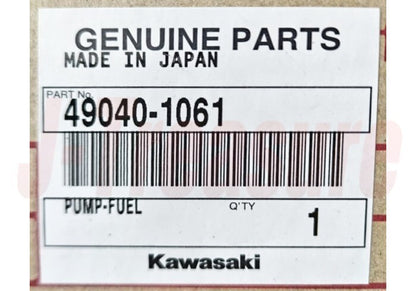 GENUINE PARTS
MADE IN JAPAN
PART No.
49040-1061
PUMP-FUEL
Q'TY
1
Kawasaki